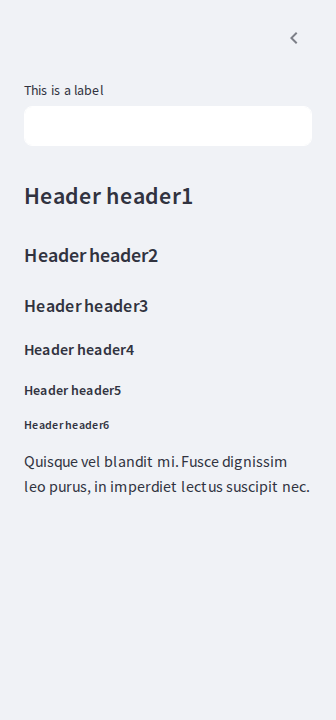 This is a label
Header header1
Header header2
Header header3
Header header4
Header header5
Header header6
Quisque vel blandit mi. Fusce dignissim
leo purus, in imperdiet lectus suscipit nec.